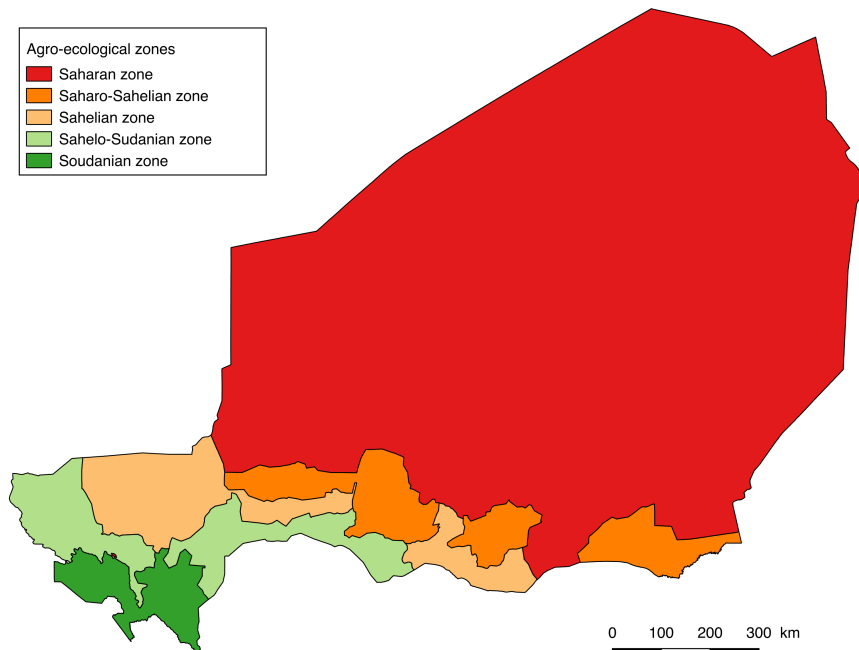 Agro-ecological zones
Saharan zone
Saharo-Sahelian zone
Sahelian zone
Sahelo-Sudanian zone
Soudanian zone
0 100 200 300 km